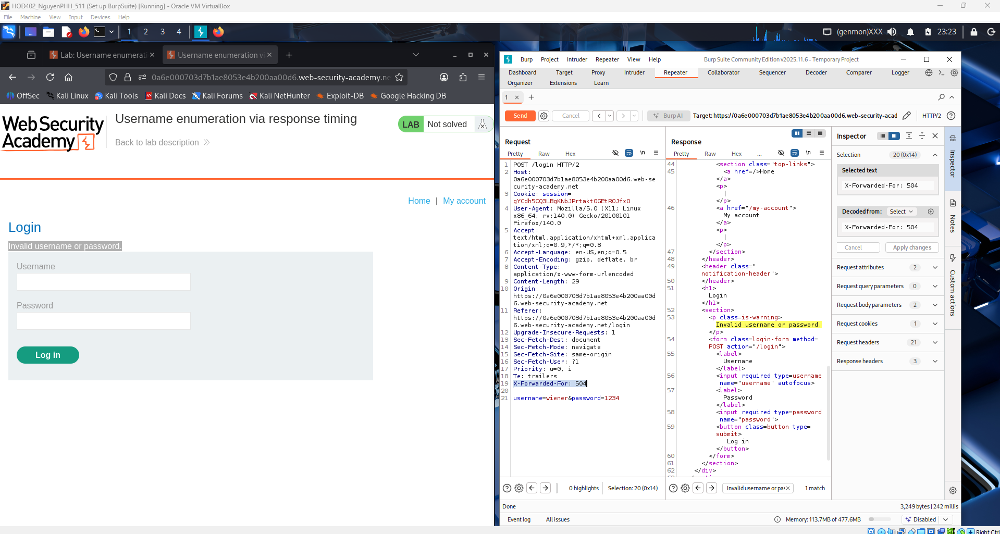 HOD402_NguyenPHH_511 (Set up BurpSuite) [Running] - Oracle VM VirtualBox
File Machine View Input Devices Help
1 2 3 4
(genmon)XXX 23:23
Lab: Username enumerati
Username enumeration vi
0a6e000703d7b1ae8053e4b200aa00d6.web-security-academy.ne
OffSec Kali Linux Kali Tools Kali Docs Kali Forums Kali NetHunter Exploit-DB Google Hacking DB
Web Security
Academy
Username enumeration via response timing
Back to lab description
LAB Not solved
Home | My account
Login
Invalid username or password.
Username
Password
Log in
Burp Project Intruder Repeater View Help Burp Suite Community Edition v2025.11.6 - Temporary Project
Dashboard Target Proxy Intruder Repeater Collaborator Sequencer Decoder Comparer Logger
Organizer Extensions Learn
1
Send Cancel Burp AI Target: https://0a6e000703d7b1ae8053e4b200aa00d6.web-security-acad HTTP/2
Request
Pretty Raw Hex \n
1 POST /login HTTP/2
2 Host:
0a6e000703d7b1ae8053e4b200aa00d6.web-se
curity-academy.net
3 Cookie: session=
gYCdh5CQ3LBgKNbJPrtakt0GEtROJfxO
4 User-Agent: Mozilla/5.0 (X11; Linux
x86_64; rv:140.0) Gecko/20100101
Firefox/140.0
5 Accept:
text/html,application/xhtml+xml,applica
tion/xml;q=0.9,*/*;q=0.8
6 Accept-Language: en-US,en;q=0.5
7 Accept-Encoding: gzip, deflate, br
8 Content-Type:
application/x-www-form-urlencoded
9 Content-Length: 29
10 Origin:
https://0a6e000703d7b1ae8053e4b200aa00d
6.web-security-academy.net
11 Referer:
https://0a6e000703d7b1ae8053e4b200aa00d
6.web-security-academy.net/login
12 Upgrade-Insecure-Requests: 1
13 Sec-Fetch-Dest: document
14 Sec-Fetch-Mode: navigate
15 Sec-Fetch-Site: same-origin
16 Sec-Fetch-User: ?1
17 Priority: u=0, i
18 Te: trailers
19 X-Forwarded-For: 504
20
21 username=wiener&password=1234
0 highlights Selection: 20 (0x14)
Response
Pretty Raw Hex ... \n
44 <section class="top-links">
45 <a href=/>Home
</a>
<p>
|
</p>
46 <a href="/my-account">
My account
</a>
<p>
|
</p>
47 </section>
48 </header>
49 <header class="
notification-header">
50 </header>
51 <h1>
Login
</h1>
52 <section>
53 <p class=is-warning>
Invalid username or password.
</p>
54 <form class=login-form method=
POST action="/login">
55 <label>
Username
</label>
56 <input required type=username
name="username" autofocus>
57 <label>
Password
</label>
58 <input required type=password
name="password">
59 <button class=button type=
submit>
Log in
</button>
60 </form>
61 </section>
62 </div>
Invalid username or pa 1 match
Inspector
Selection 20 (0x14)
Selected text
X-Forwarded-For: 504
Decoded from: Select
X-Forwarded-For: 504
Cancel Apply changes
Request attributes 2
Request query parameters 0
Request body parameters 2
Request cookies 1
Request headers 21
Response headers 3
Inspector
Notes
Custom actions
Done 3,249 bytes | 242 millis
Event log All issues Memory: 113.7MB of 477.6MB Disabled
Right Ctrl